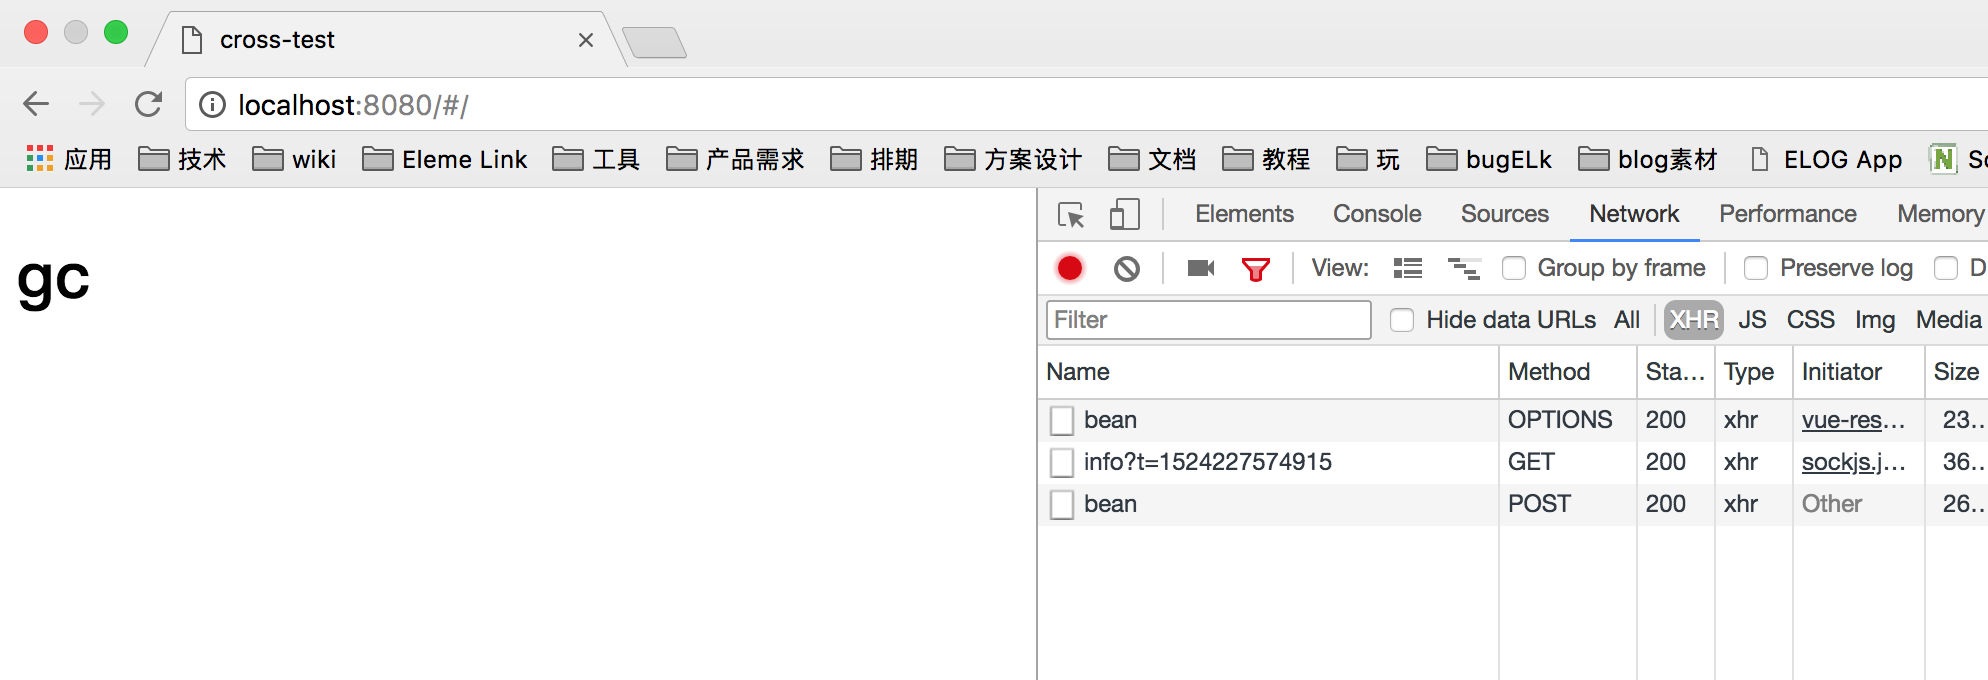 cross-test
localhost:8080/#/
应用 技术 wiki Eleme Link 工具 产品需求 排期 方案设计 文档 教程 玩 bugELk blog素材 ELOG App N
gc
Elements Console Sources Network Performance Memory
View: Group by frame Preserve log D
Filter Hide data URLs All XHR JS CSS Img Media
Name Method Sta... Type Initiator Size
bean OPTIONS 200 xhr vue-res... 23...
info?t=1524227574915 GET 200 xhr sockjs.j... 36...
bean POST 200 xhr Other 26...